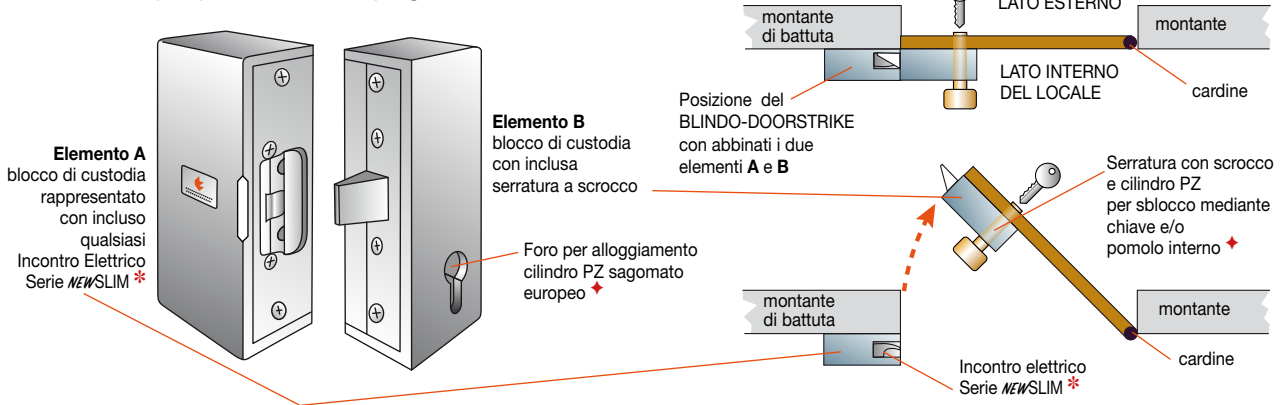 LATO ESTERNO
montante
di battuta
montante
LATO INTERNO
DEL LOCALE
cardine
Posizione del
BLINDO-DOORSTRIKE
con abbinati i due
elementi A e B
Elemento A
blocco di custodia
rappresentato
con incluso
qualsiasi
Incontro Elettrico
Serie NEWSLIM *
Elemento B
blocco di custodia
con inclusa
serratura a scrocco
Foro per alloggiamento
cilindro PZ sagomato
europeo ✦
Serratura con scrocco
e cilindro PZ
per sblocco mediante
chiave e/o
pomolo interno ✦
montante
di battuta
montante
cardine
Incontro elettrico
Serie NEWSLIM *